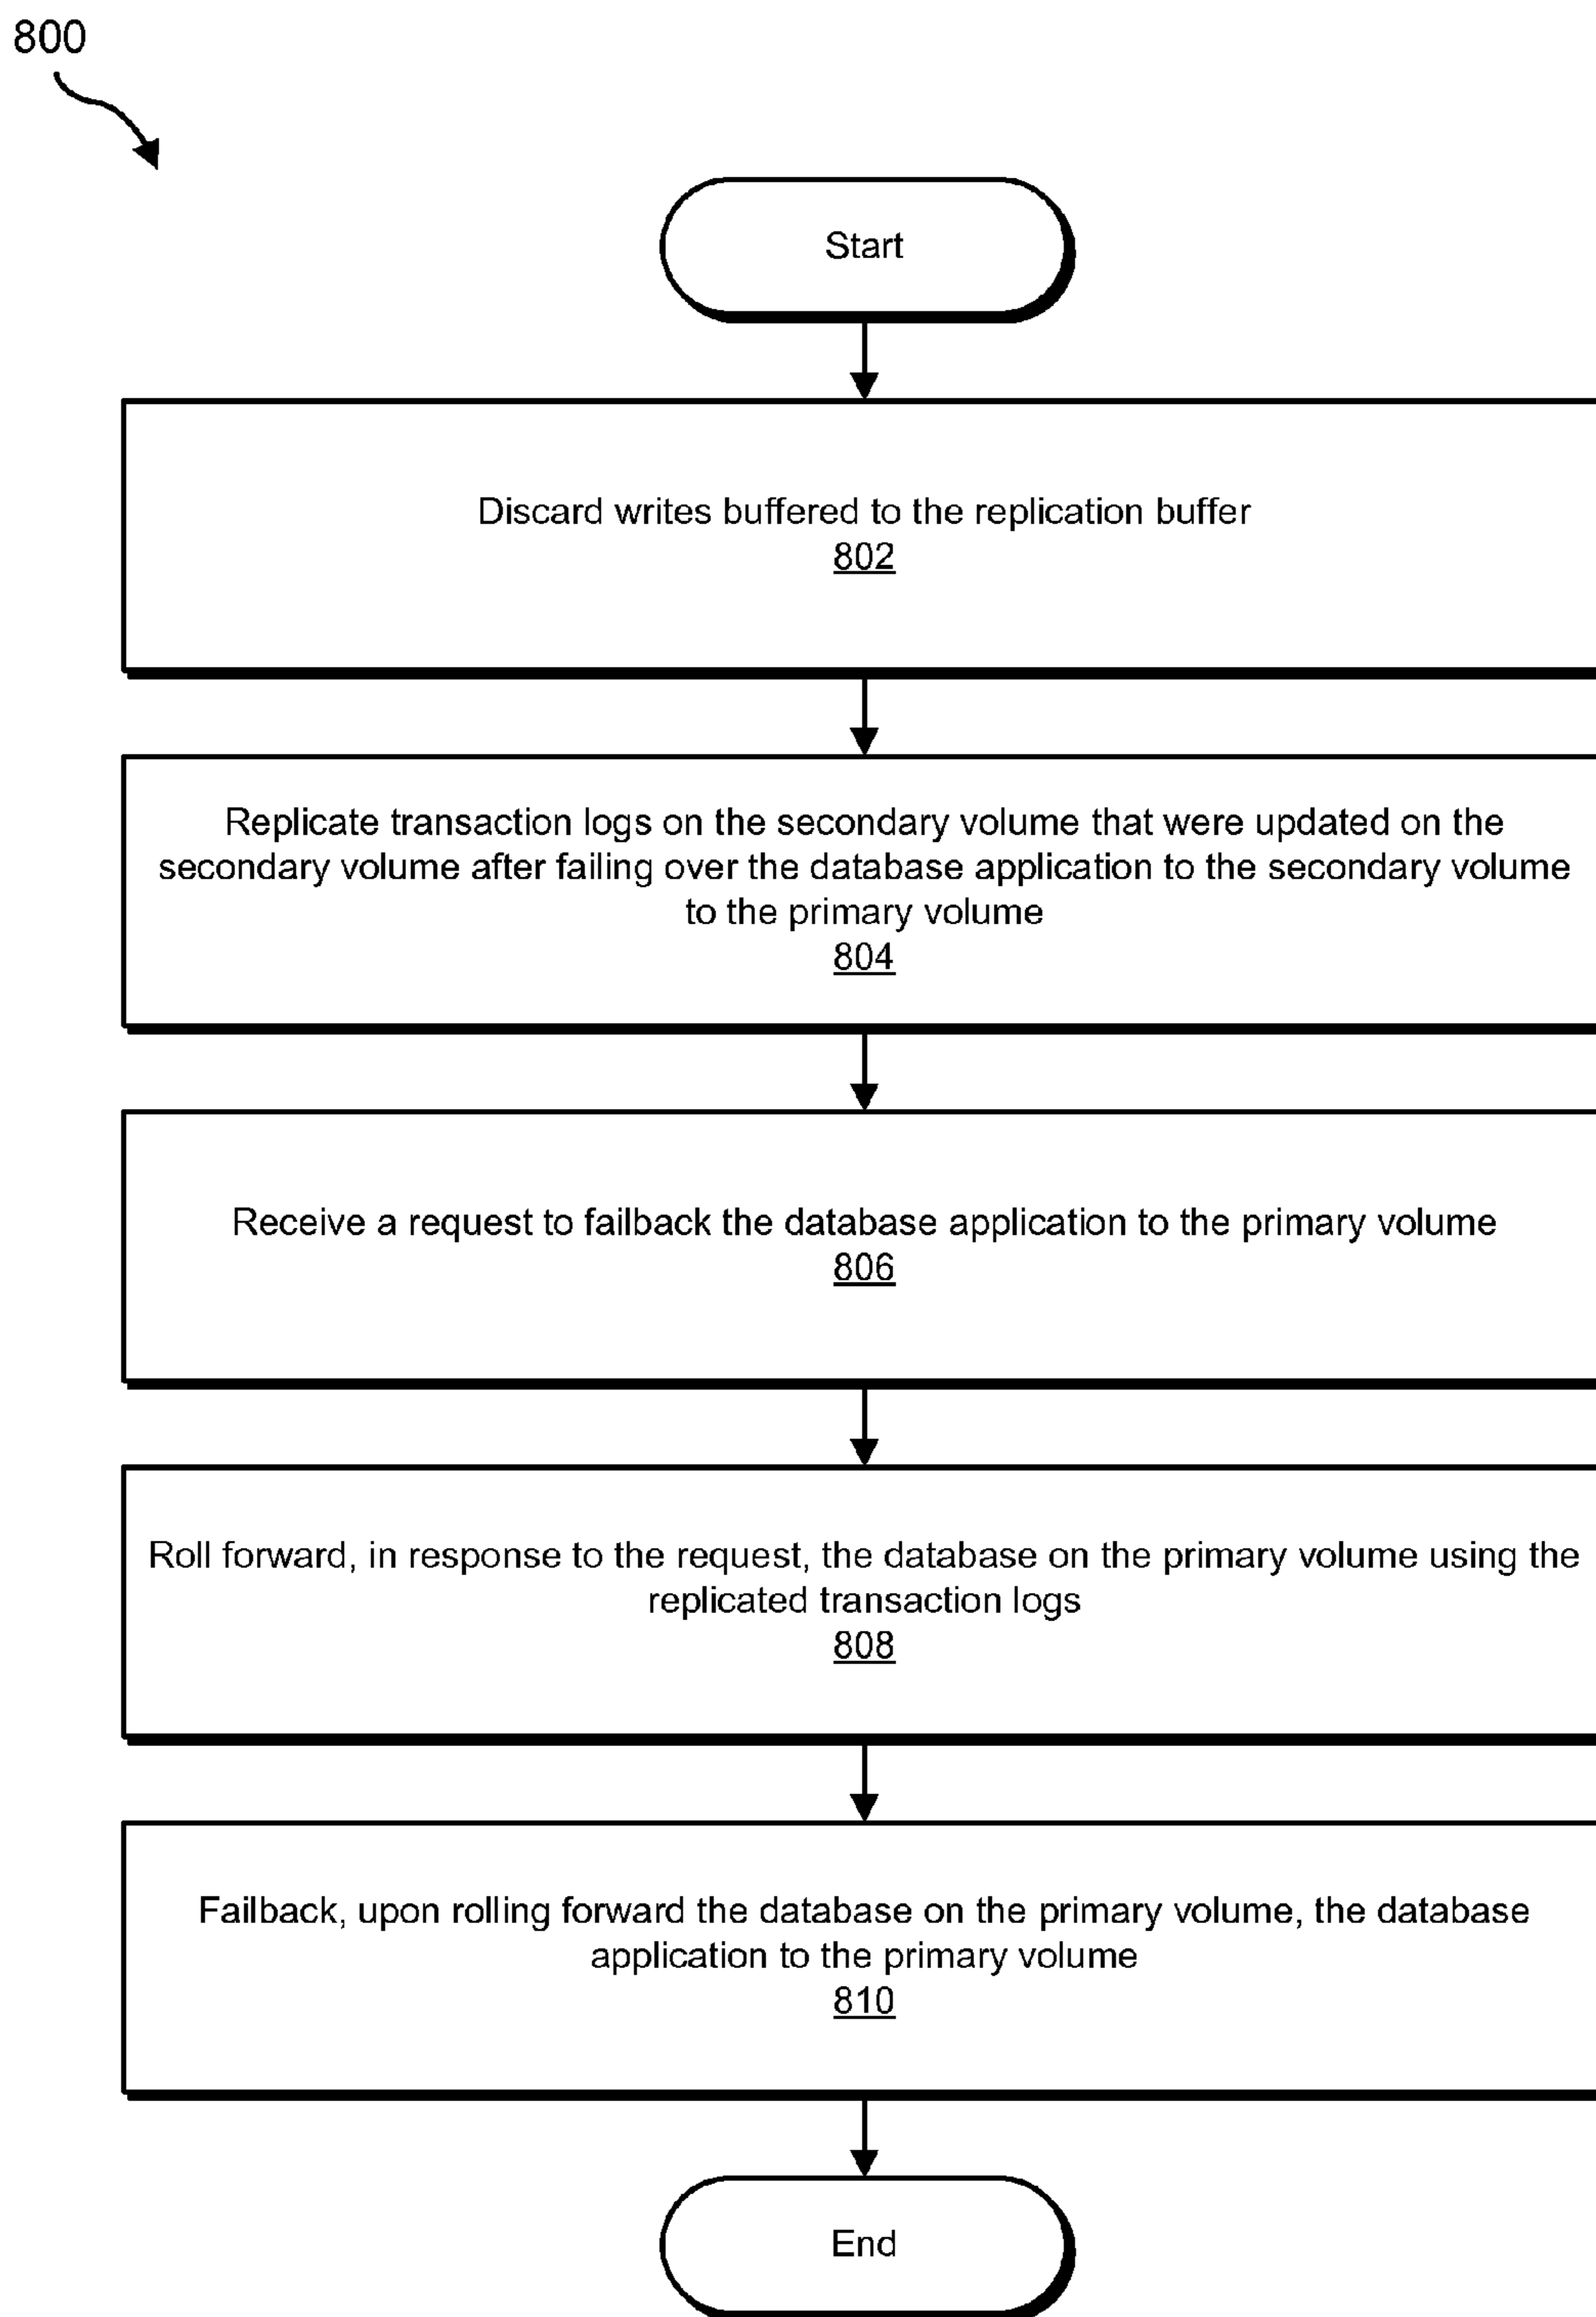 800
Start
Discard writes buffered to the replication buffer
802
Replicate transaction logs on the secondary volume that were updated on the
secondary volume after failing over the database application to the secondary volume
to the primary volume
804
Receive a request to failback the database application to the primary volume
806
Roll forward, in response to the request, the database on the primary volume using the
replicated transaction logs
808
Failback, upon rolling forward the database on the primary volume, the database
application to the primary volume
810
End